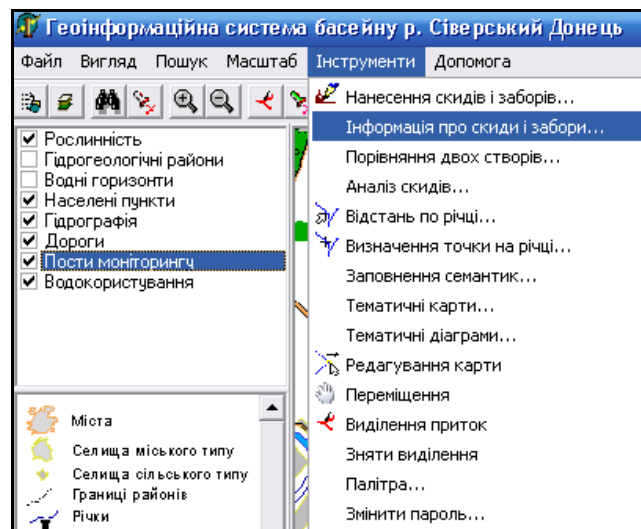 Геоінформаційна система басейну р. Сіверський Донець
Файл Вигляд Пошук Масштаб Інструменти Допомога
Рослинність
Гідрогеологічні райони
Водні горизонти
Населені пункти
Гідрографія
Дороги
Пости моніторингу
Водокористування
Міста
Селища міського типу
Селища сільського типу
Границі районів
Річки
Нанесення скидів і заборів...
Інформація про скиди і забори...
Порівняння двох створів...
Аналіз скидів...
Відстань по річці...
Визначення точки на річці...
Заповнення семантик...
Тематичні карти...
Тематичні діаграми...
Редагування карти
Переміщення
Виділення приток
Зняти виділення
Палітра...
Змінити пароль...